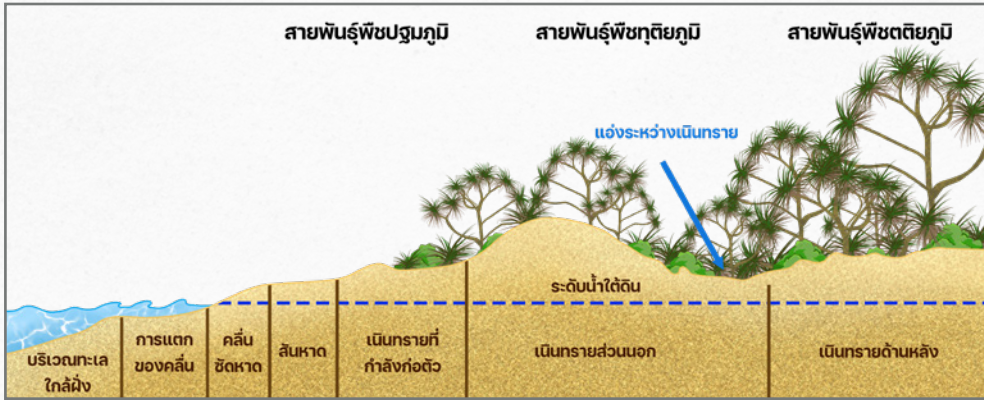 สายพันธุ์พืชปฐมภูมิ สายพันธุ์พืชทุติยภูมิ สายพันธุ์พืชตติยภูมิ
แอ่งระหว่างเนินทราย
ระดับน้ำใต้ดิน
บริเวณทะเล
ใกล้ฝั่ง
การแตก
ของคลื่น
คลื่น
ซัดหาด
สันหาด
เนินทรายที่
กำลังก่อตัว
เนินทรายส่วนนอก
เนินทรายด้านหลัง